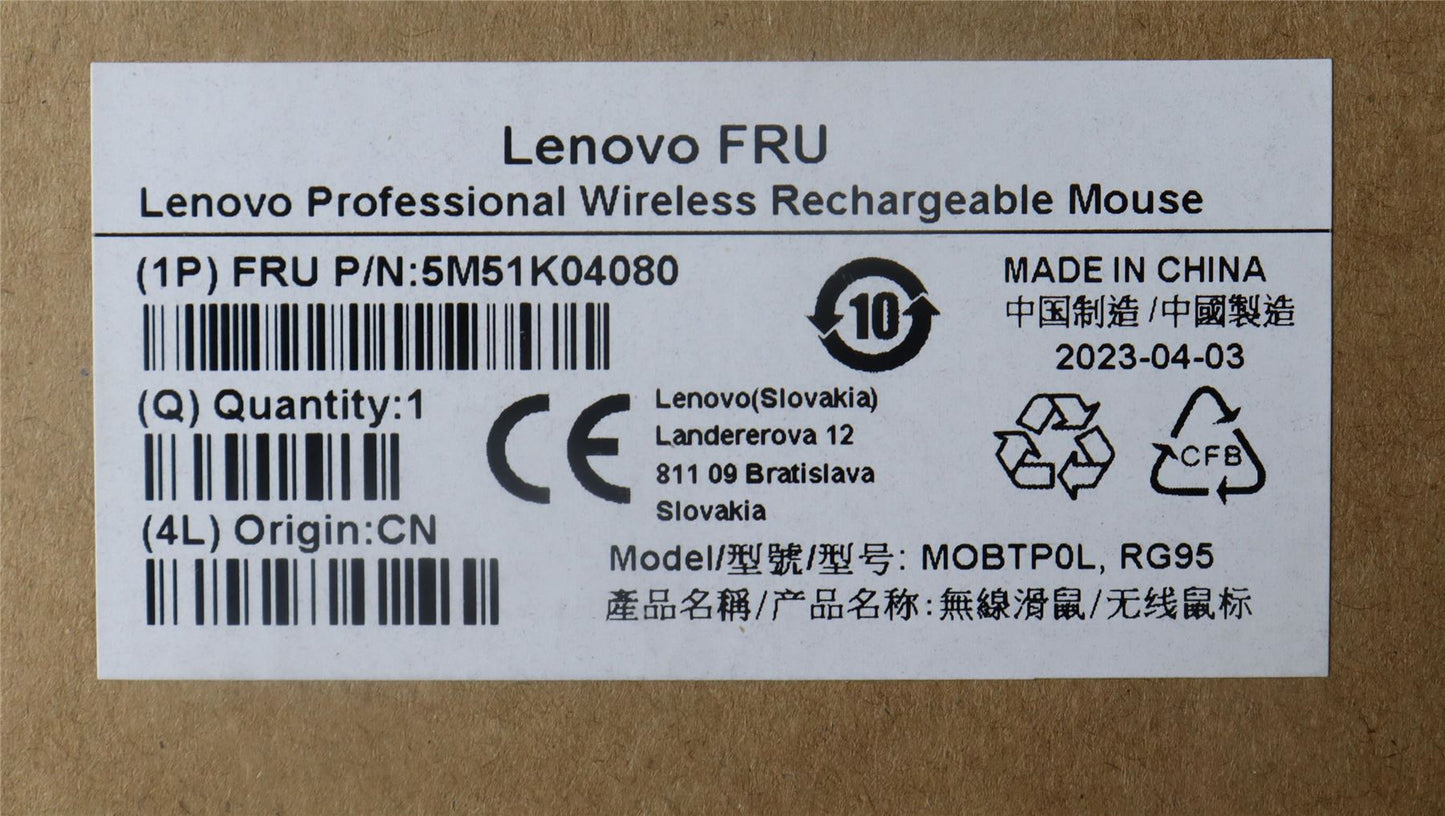 Lenovo FRU
Lenovo Professional Wireless Rechargeable Mouse
(1P) FRU P/N:5M51K04080
10
MADE IN CHINA
中国制造 /中國製造
2023-04-03
(Q) Quantity:1
CE
Lenovo(Slovakia)
Landererova 12
811 09 Bratislava
Slovakia
CFB
(4L) Origin:CN
Model/型號/型号: MOBTP0L, RG95
產品名稱/产品名称:無線滑鼠/无线鼠标